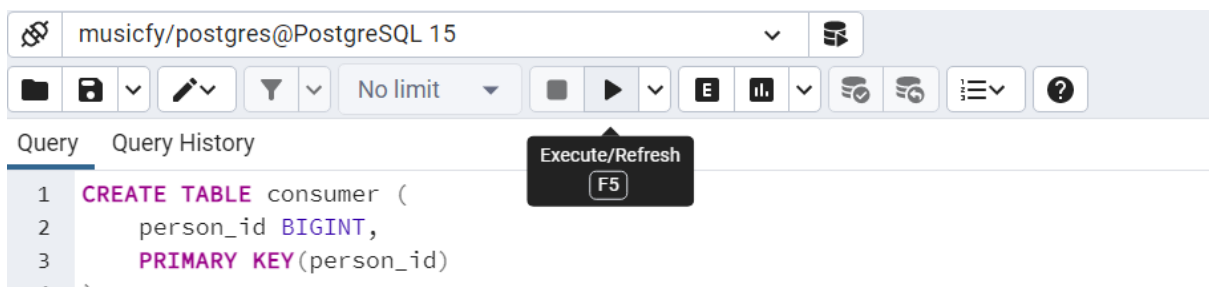 musicfy/postgres@PostgreSQL 15
No limit
E
Query Query History
Execute/Refresh
F5
1 CREATE TABLE consumer (
2 person_id BIGINT,
3 PRIMARY KEY(person_id)